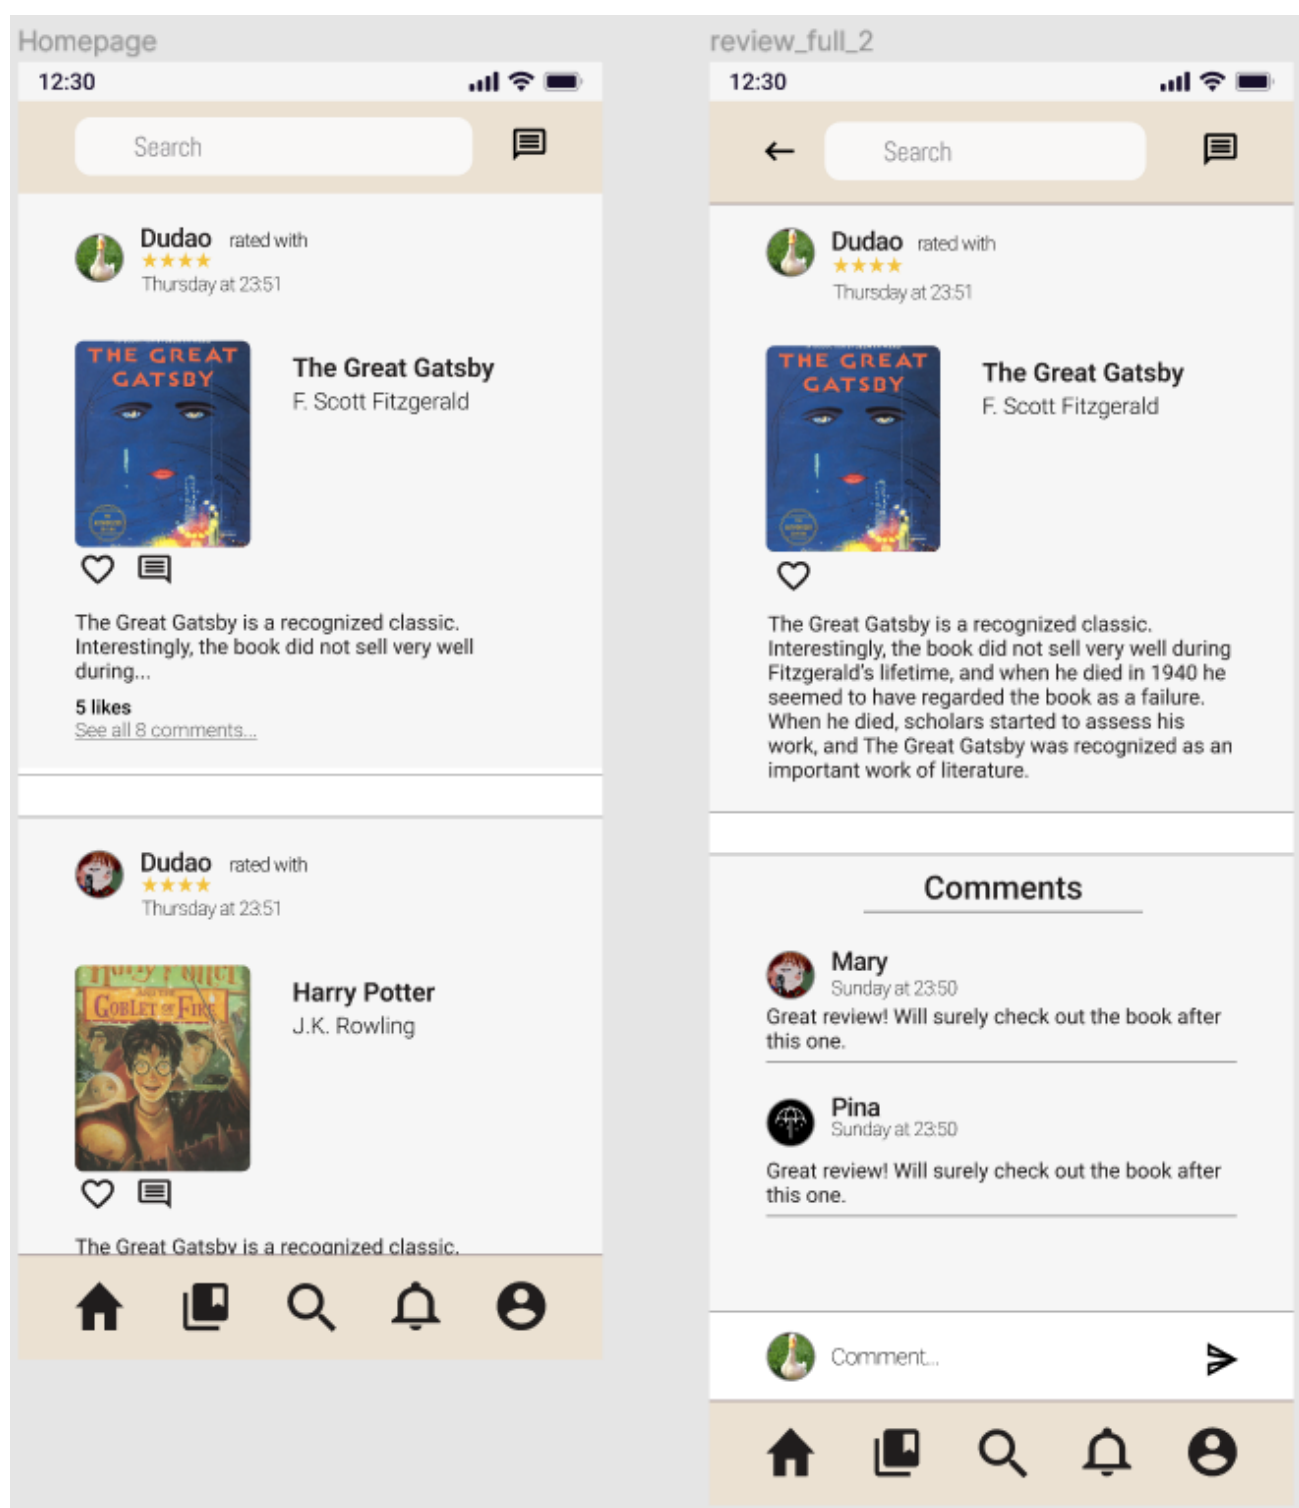 Homepage
12:30
Search
Dudao rated with
Thursday at 23:51
THE GREAT
GATSBY
The Great Gatsby
F. Scott Fitzgerald
The Great Gatsby is a recognized classic.
Interestingly, the book did not sell very well
during...
5 likes
See all 8 comments...
Dudao rated with
Thursday at 23:51
Harry Potter
AND THE
GOBLET OF FIRE
Harry Potter
J.K. Rowling
The Great Gatsby is a recognized classic.
review_full_2
12:30
Search
Dudao rated with
Thursday at 23:51
THE GREAT
GATSBY
The Great Gatsby
F. Scott Fitzgerald
The Great Gatsby is a recognized classic.
Interestingly, the book did not sell very well during
Fitzgerald's lifetime, and when he died in 1940 he
seemed to have regarded the book as a failure.
When he died, scholars started to assess his
work, and The Great Gatsby was recognized as an
important work of literature.
Comments
Mary
Sunday at 23:50
Great review! Will surely check out the book after
this one.
Pina
Sunday at 23:50
Great review! Will surely check out the book after
this one.
Comment...